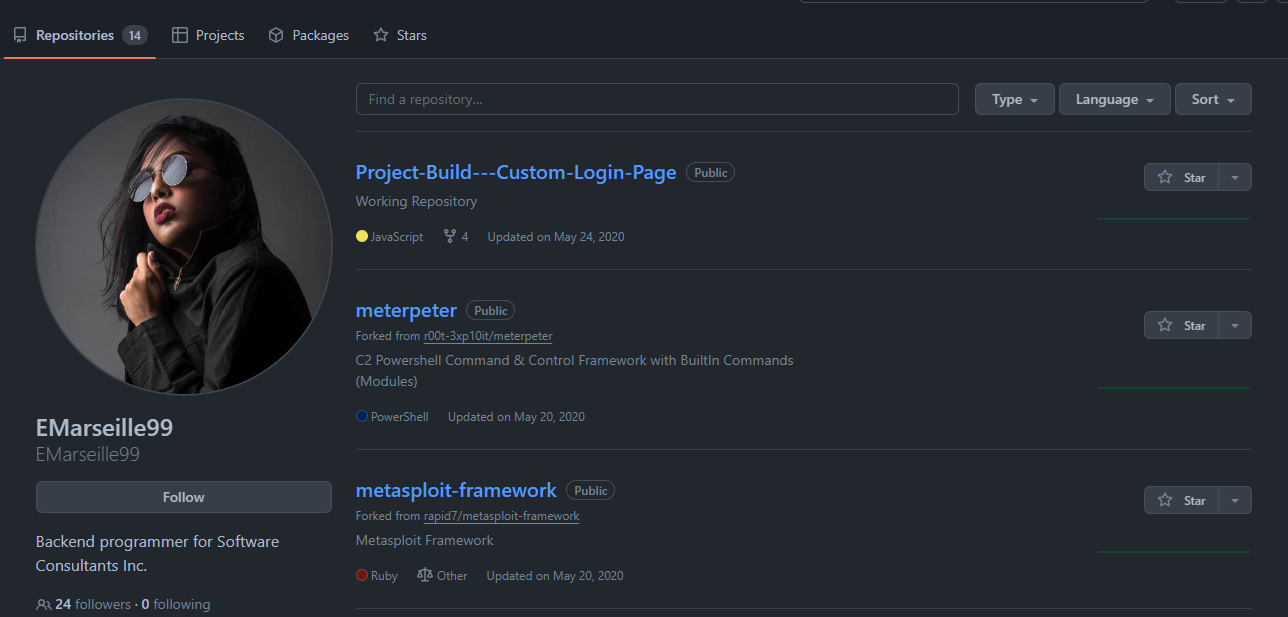 Repositories 14 Projects Packages Stars
Find a repository... Type Language Sort
Project-Build---Custom-Login-Page Public Star
Working Repository
JavaScript 4 Updated on May 24, 2020
meterpeter Public Star
Forked from r00t-3xp10it/meterpeter
C2 Powershell Command & Control Framework with BuiltIn Commands
(Modules)
PowerShell Updated on May 20, 2020
metasploit-framework Public Star
Forked from rapid7/metasploit-framework
Metasploit Framework
Ruby Other Updated on May 20, 2020
EMarseille99
EMarseille99
Follow
Backend programmer for Software
Consultants Inc.
24 followers · 0 following